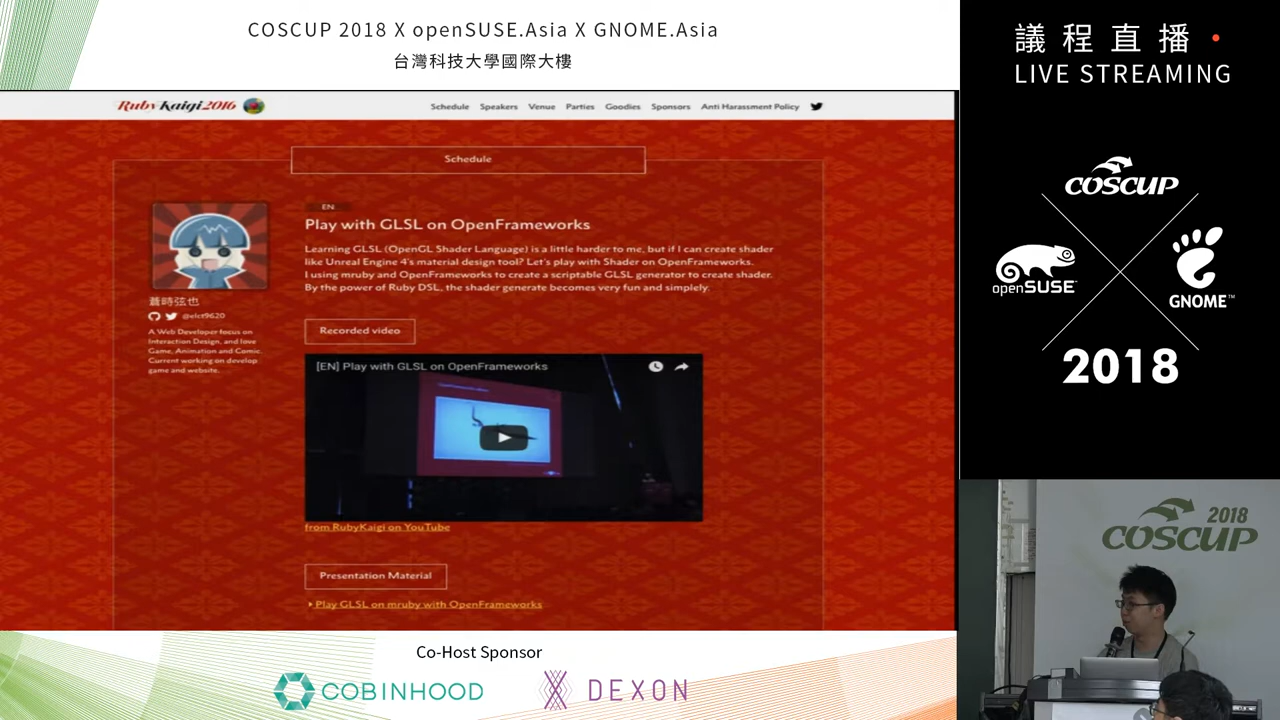 COSCUP 2018 X openSUSE.Asia X GNOME.Asia
台灣科技大學國際大樓
議程直播
LIVE STREAMING
RubyKaigi2016
Schedule Speakers Venue Parties Goodies Sponsors Anti Harassment Policy
Schedule
EN
Play with GLSL on OpenFrameworks
Learning GLSL (OpenGL Shader Language) is a little harder to me, but if I can create shader
like Unreal Engine 4's material design tool? Let's play with Shader on OpenFrameworks.
I using mruby and OpenFrameworks to create a scriptable GLSL generator to create shader.
By the power of Ruby DSL, the shader generate becomes very fun and simplely.
蒼時弦也
@elct9620
A Web Developer focus on
Interaction Design, and love
Game, Animation and Comic.
Current working on develop
game and website.
Recorded video
[EN] Play with GLSL on OpenFrameworks
from RubyKaigi on YouTube
Presentation Material
Play GLSL on mruby with OpenFrameworks
COSCUP
openSUSE
GNOME™
2018
2018
COSCUP
Co-Host Sponsor
COBINHOOD
DEXON